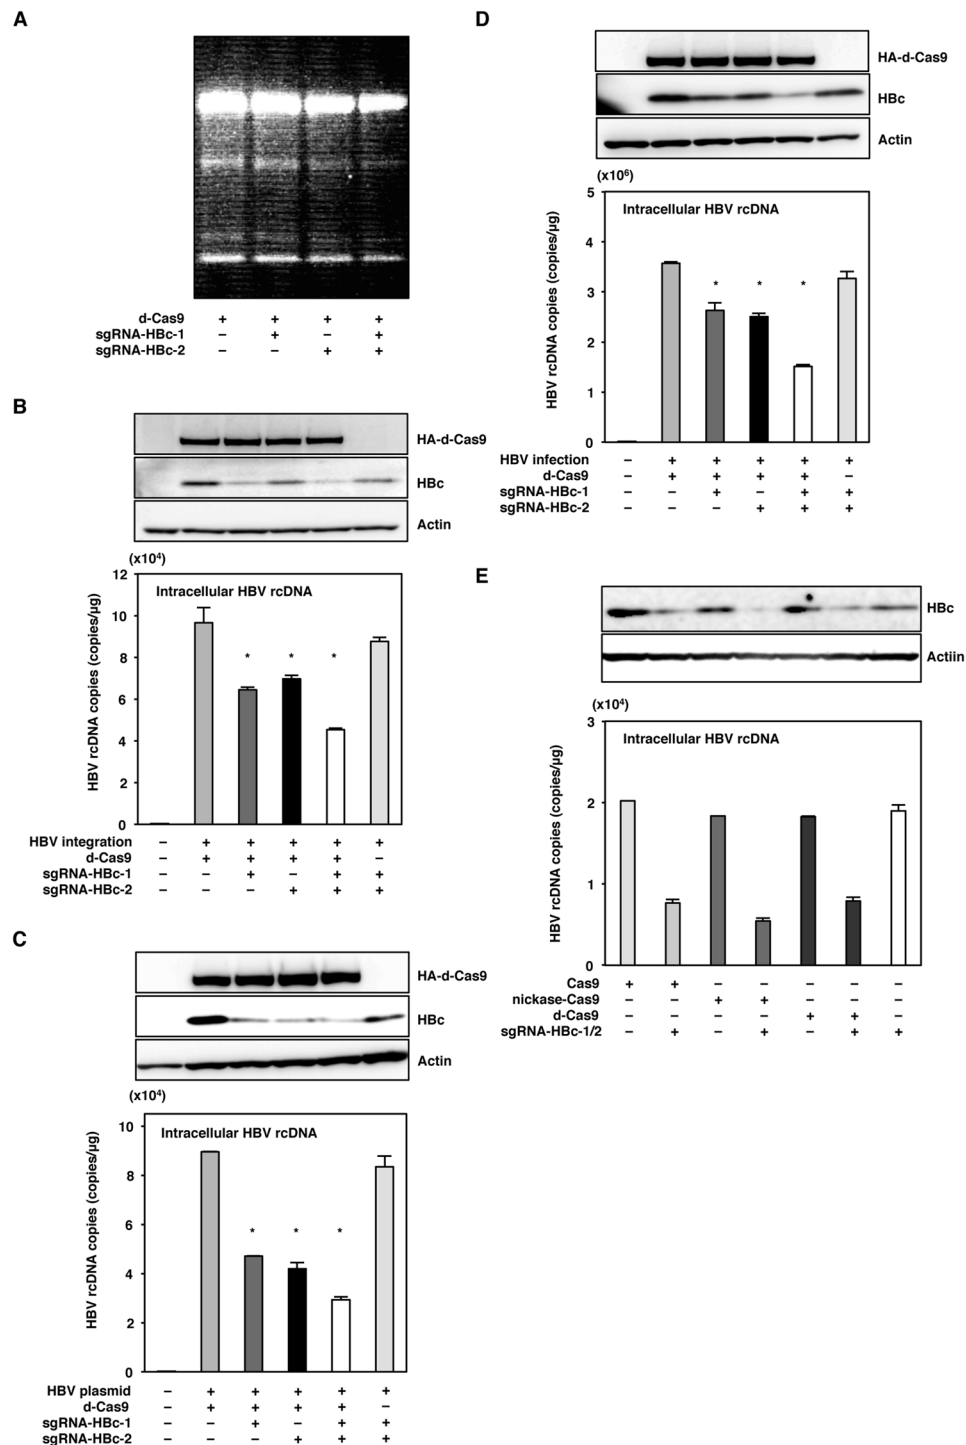 A
d-Cas9 + + + +
sgRNA-HBc-1 – + – +
sgRNA-HBc-2 – – + +
B
HA-d-Cas9
HBc
Actin
(x10⁴)
Intracellular HBV rcDNA
HBV rcDNA copies (copies/µg)
12
10
8
6
4
2
0
HBV integration – + + + + +
d-Cas9 – + + + + –
sgRNA-HBc-1 – – + – + +
sgRNA-HBc-2 – – – + + +
* * *
C
HA-d-Cas9
HBc
Actin
(x10⁴)
Intracellular HBV rcDNA
HBV rcDNA copies (copies/µg)
10
8
6
4
2
0
* * *
HBV plasmid – + + + + +
d-Cas9 – + + + + –
sgRNA-HBc-1 – – + – + +
sgRNA-HBc-2 – – – + + +
D
HA-d-Cas9
HBc
Actin
(x10⁶)
Intracellular HBV rcDNA
HBV rcDNA copies (copies/µg)
5
4
3
2
1
0
* * *
HBV infection – + + + + +
d-Cas9 – + + + + –
sgRNA-HBc-1 – – + – + +
sgRNA-HBc-2 – – – + + +
E
HBc
Actiin
(x10⁴)
Intracellular HBV rcDNA
HBV rcDNA copies (copies/µg)
3
2
1
0
Cas9 + + – – – – –
nickase-Cas9 – – + + – – –
d-Cas9 – – – – + + –
sgRNA-HBc-1/2 – + – + – + +